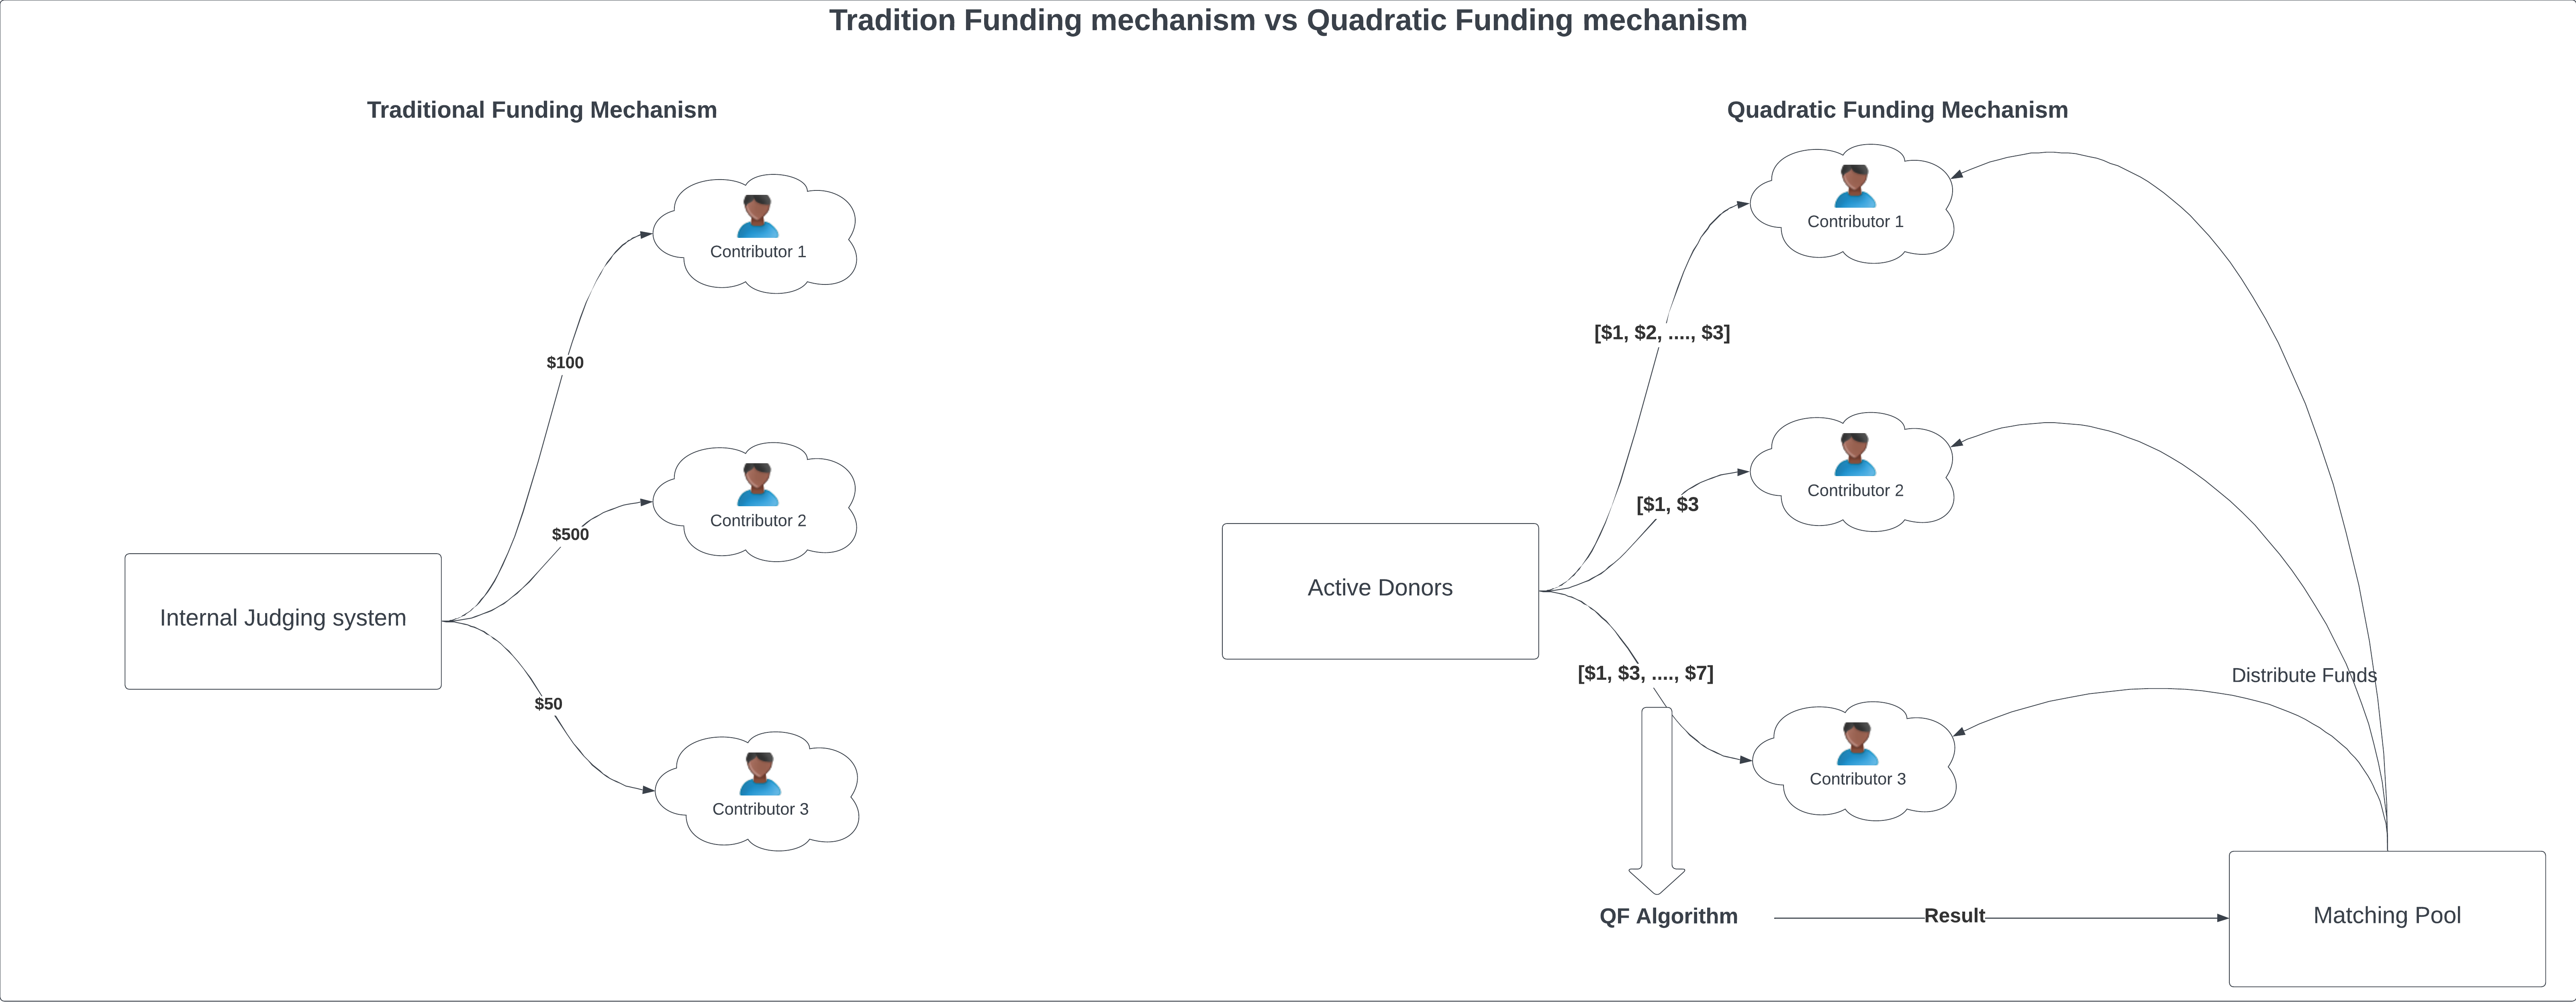 Tradition Funding mechanism vs Quadratic Funding mechanism
Traditional Funding Mechanism
Contributor 1
$100
Contributor 2
$500
Internal Judging system
$50
Contributor 3
Quadratic Funding Mechanism
Contributor 1
[$1, $2, ...., $3]
Contributor 2
[$1, $3
Active Donors
[$1, $3, ...., $7]
Distribute Funds
Contributor 3
QF Algorithm
Result
Matching Pool